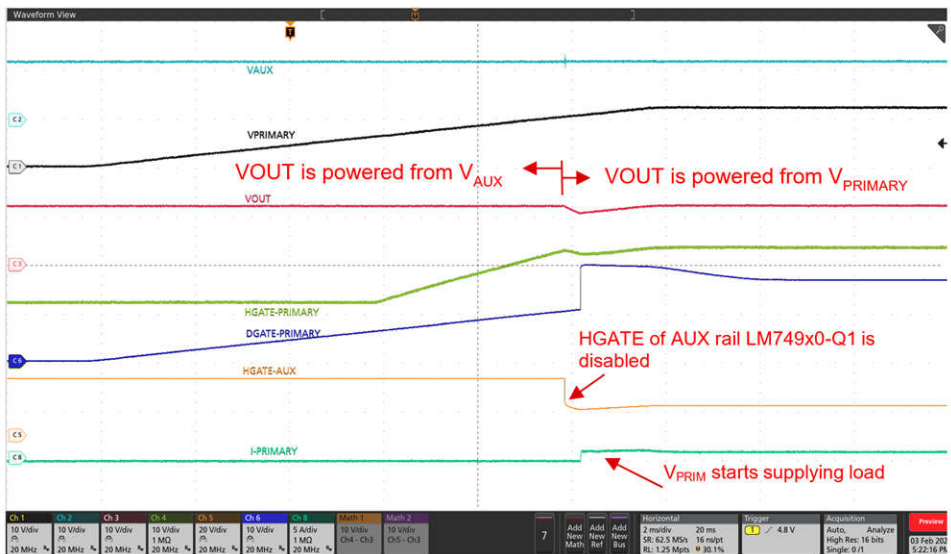 Waveform View
VAUX
C2
VPRIMARY
C1
VOUT is powered from VAUX
VOUT is powered from VPRIMARY
VOUT
C3
HGATE-PRIMARY
DGATE-PRIMARY
HGATE of AUX rail LM749x0-Q1 is
disabled
C6
HGATE-AUX
C5
I-PRIMARY
C8
VPRIM starts supplying load
Ch 1
10 V/div
20 MHz
Ch 2
10 V/div
20 MHz
Ch 3
10 V/div
20 MHz
Ch 4
10 V/div
1 MΩ
20 MHz
Ch 5
20 V/div
20 MHz
Ch 6
10 V/div
20 MHz
Ch 8
5 A/div
1 MΩ
20 MHz
Math 1
10 V/div
Ch4 - Ch3
Math 2
10 V/div
Ch5 - Ch3
7
Add
New
Math
Add
New
Ref
Add
New
Bus
Horizontal
2 ms/div
20 ms
SR: 62.5 MS/s
16 ns/pt
RL: 1.25 Mpts
30.1%
Trigger
1
4.8 V
Acquisition
Auto,
Analyze
High Res: 16 bits
Single: 0/1
Preview
03 Feb 202
5:22:16